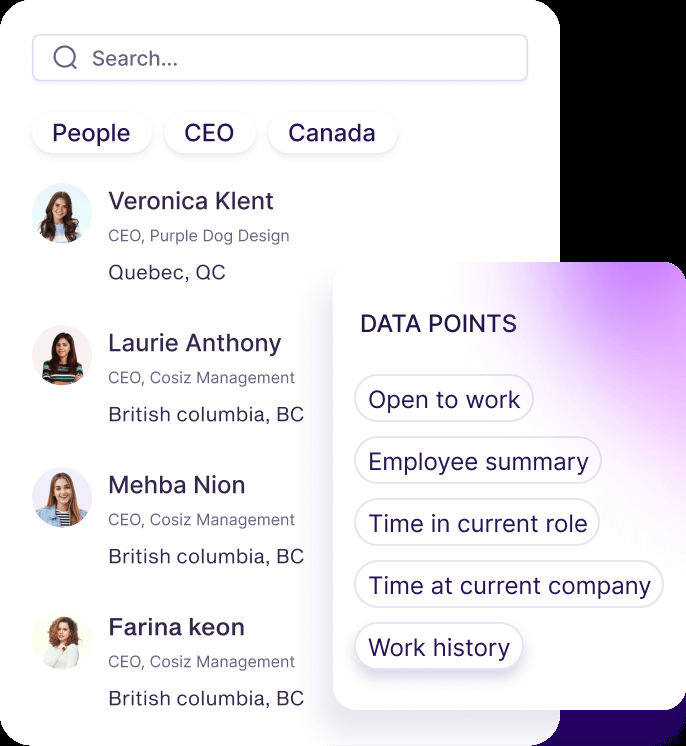 Search...
People
CEO
Canada
Veronica Klent
CEO, Purple Dog Design
Quebec, QC
Laurie Anthony
CEO, Cosiz Management
British columbia, BC
Mehba Nion
CEO, Cosiz Management
British columbia, BC
Farina keon
CEO, Cosiz Management
British columbia, BC
DATA POINTS
Open to work
Employee summary
Time in current role
Time at current company
Work history